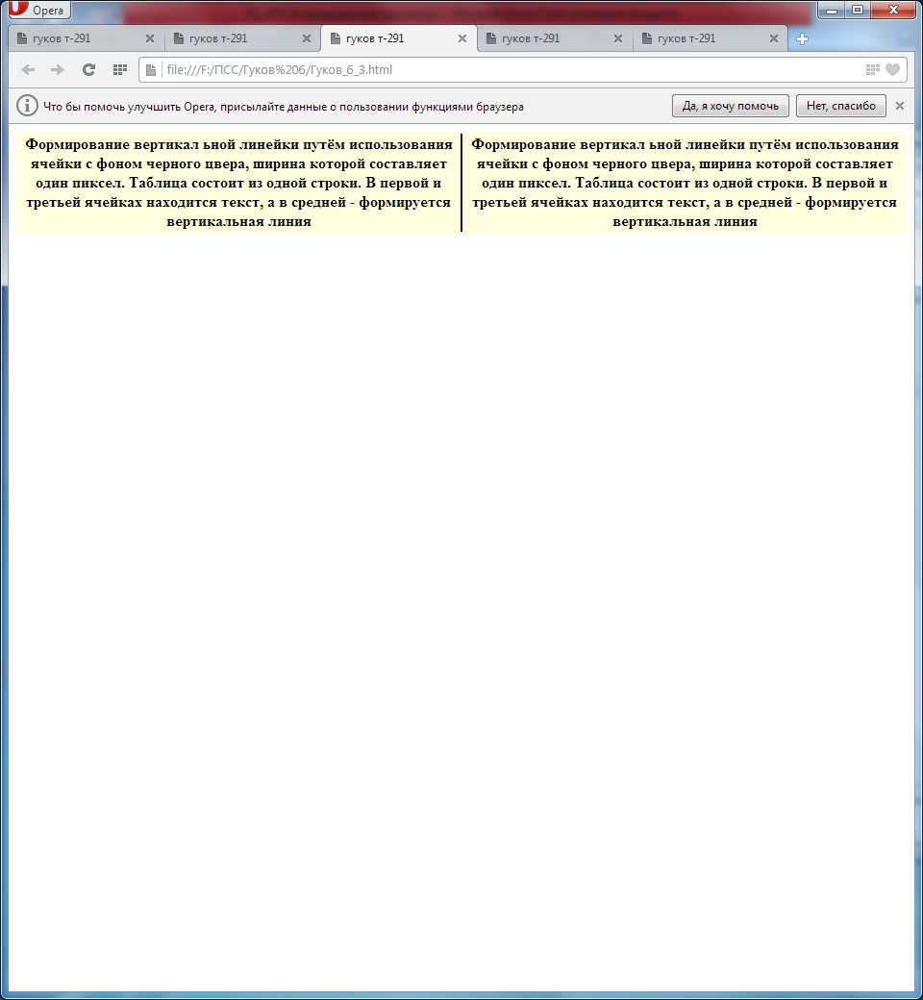 Opera
гуков т-291
гуков т-291
гуков т-291
гуков т-291
гуков т-291
file:///F:/ПСС/Гуков%206/Гуков_6_3.html
Что бы помочь улучшить Opera, присылайте данные о пользовании функциями браузера
Да, я хочу помочь
Нет, спасибо
Формирование вертикал ьной линейки путём использования
ячейки с фоном черного цвера, ширина которой составляет
один пиксел. Таблица состоит из одной строки. В первой и
третьей ячейках находится текст, а в средней - формируется
вертикальная линия
Формирование вертикал ьной линейки путём использования
ячейки с фоном черного цвера, ширина которой составляет
один пиксел. Таблица состоит из одной строки. В первой и
третьей ячейках находится текст, а в средней - формируется
вертикальная линия